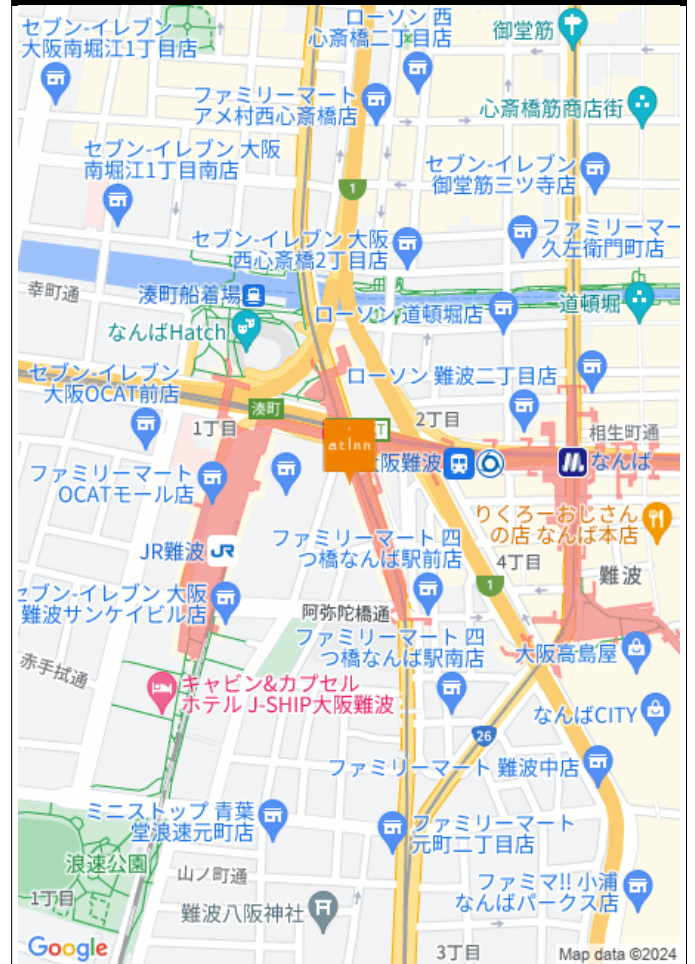 セブン-イレブン
大阪南堀江1丁目店
ローソン 西
心斎橋二丁目店
御堂筋
ファミリーマート
アメ村西心斎橋店
心斎橋筋商店街
セブン-イレブン 大阪
南堀江1丁目南店
セブン-イレブン
御堂筋三ツ寺店
1
セブン-イレブン 大阪
西心斎橋2丁目店
ファミリーマー
久左衛門町店
幸町通
湊町船着場
ローソン 道頓堀店
道頓堀
なんばHatch
セブン-イレブン
大阪OCAT前店
ローソン 難波二丁目店
湊町
1丁目
2丁目
相生町通
atinn
阪難波
なんば
ファミリーマート
OCATモール店
りくろーおじさん
の店 なんば本店
JR難波
JR
ファミリーマート 四
つ橋なんば駅前店
4丁目
難波
1
セブン-イレブン 大阪
難波サンケイビル店
阿弥陀橋通
ファミリーマート 四
つ橋なんば駅南店
大阪高島屋
赤手拭通
キャビン&カプセル
ホテル J-SHIP大阪難波
なんばCITY
26
ファミリーマート 難波中店
ミニストップ 青葉
堂浪速元町店
ファミリーマート
元町二丁目店
浪速公園
山ノ町通
1丁目
ファミマ!! 小浦
なんばパークス店
難波八阪神社
3丁目
Google
Map data ©2024